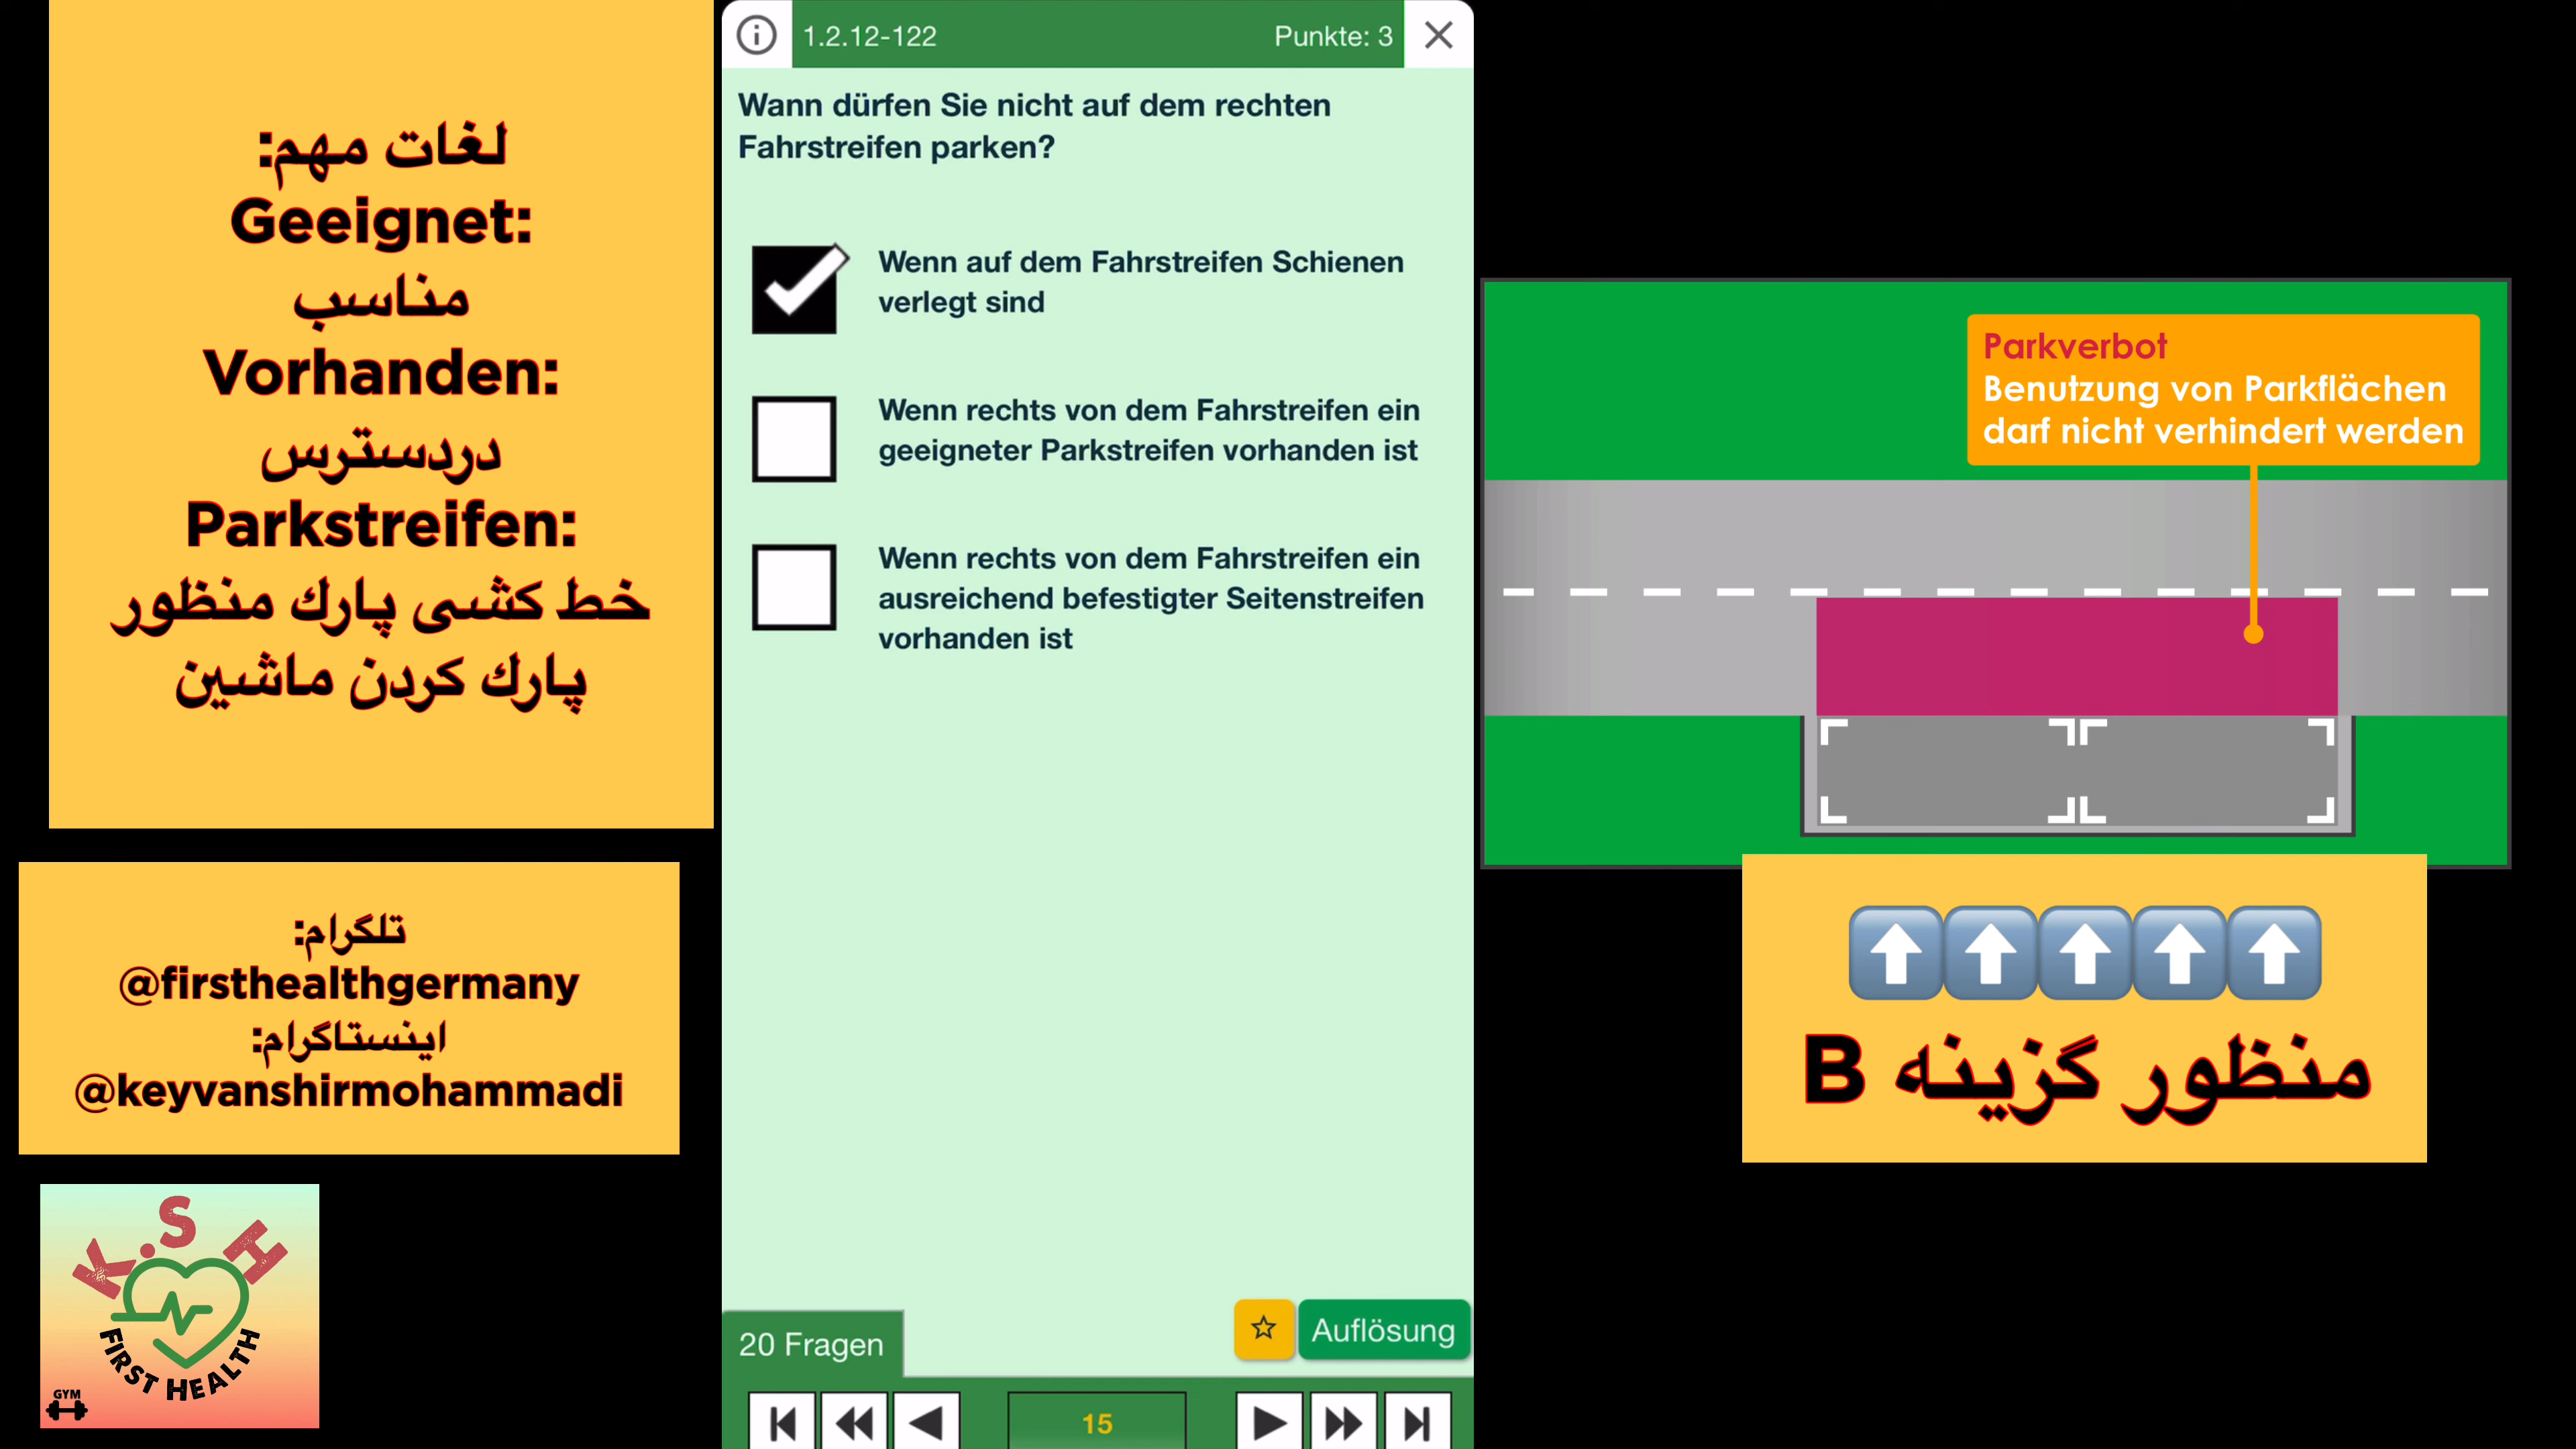 لغات مهم:
Geeignet:
مناسب
Vorhanden:
دردسترس
Parkstreifen:
خط کشی پارك منظور
پارك کردن ماشین
تلگرام:
@firsthealthgermany
اینستاگرام:
@keyvanshirmohammadi
K.S H
FIRST HEALTH
GYM
1.2.12-122
Punkte: 3
Wann dürfen Sie nicht auf dem rechten
Fahrstreifen parken?
Wenn auf dem Fahrstreifen Schienen
verlegt sind
Wenn rechts von dem Fahrstreifen ein
geeigneter Parkstreifen vorhanden ist
Wenn rechts von dem Fahrstreifen ein
ausreichend befestigter Seitenstreifen
vorhanden ist
20 Fragen
Auflösung
15
Parkverbot
Benutzung von Parkflächen
darf nicht verhindert werden
منظور گزینه B